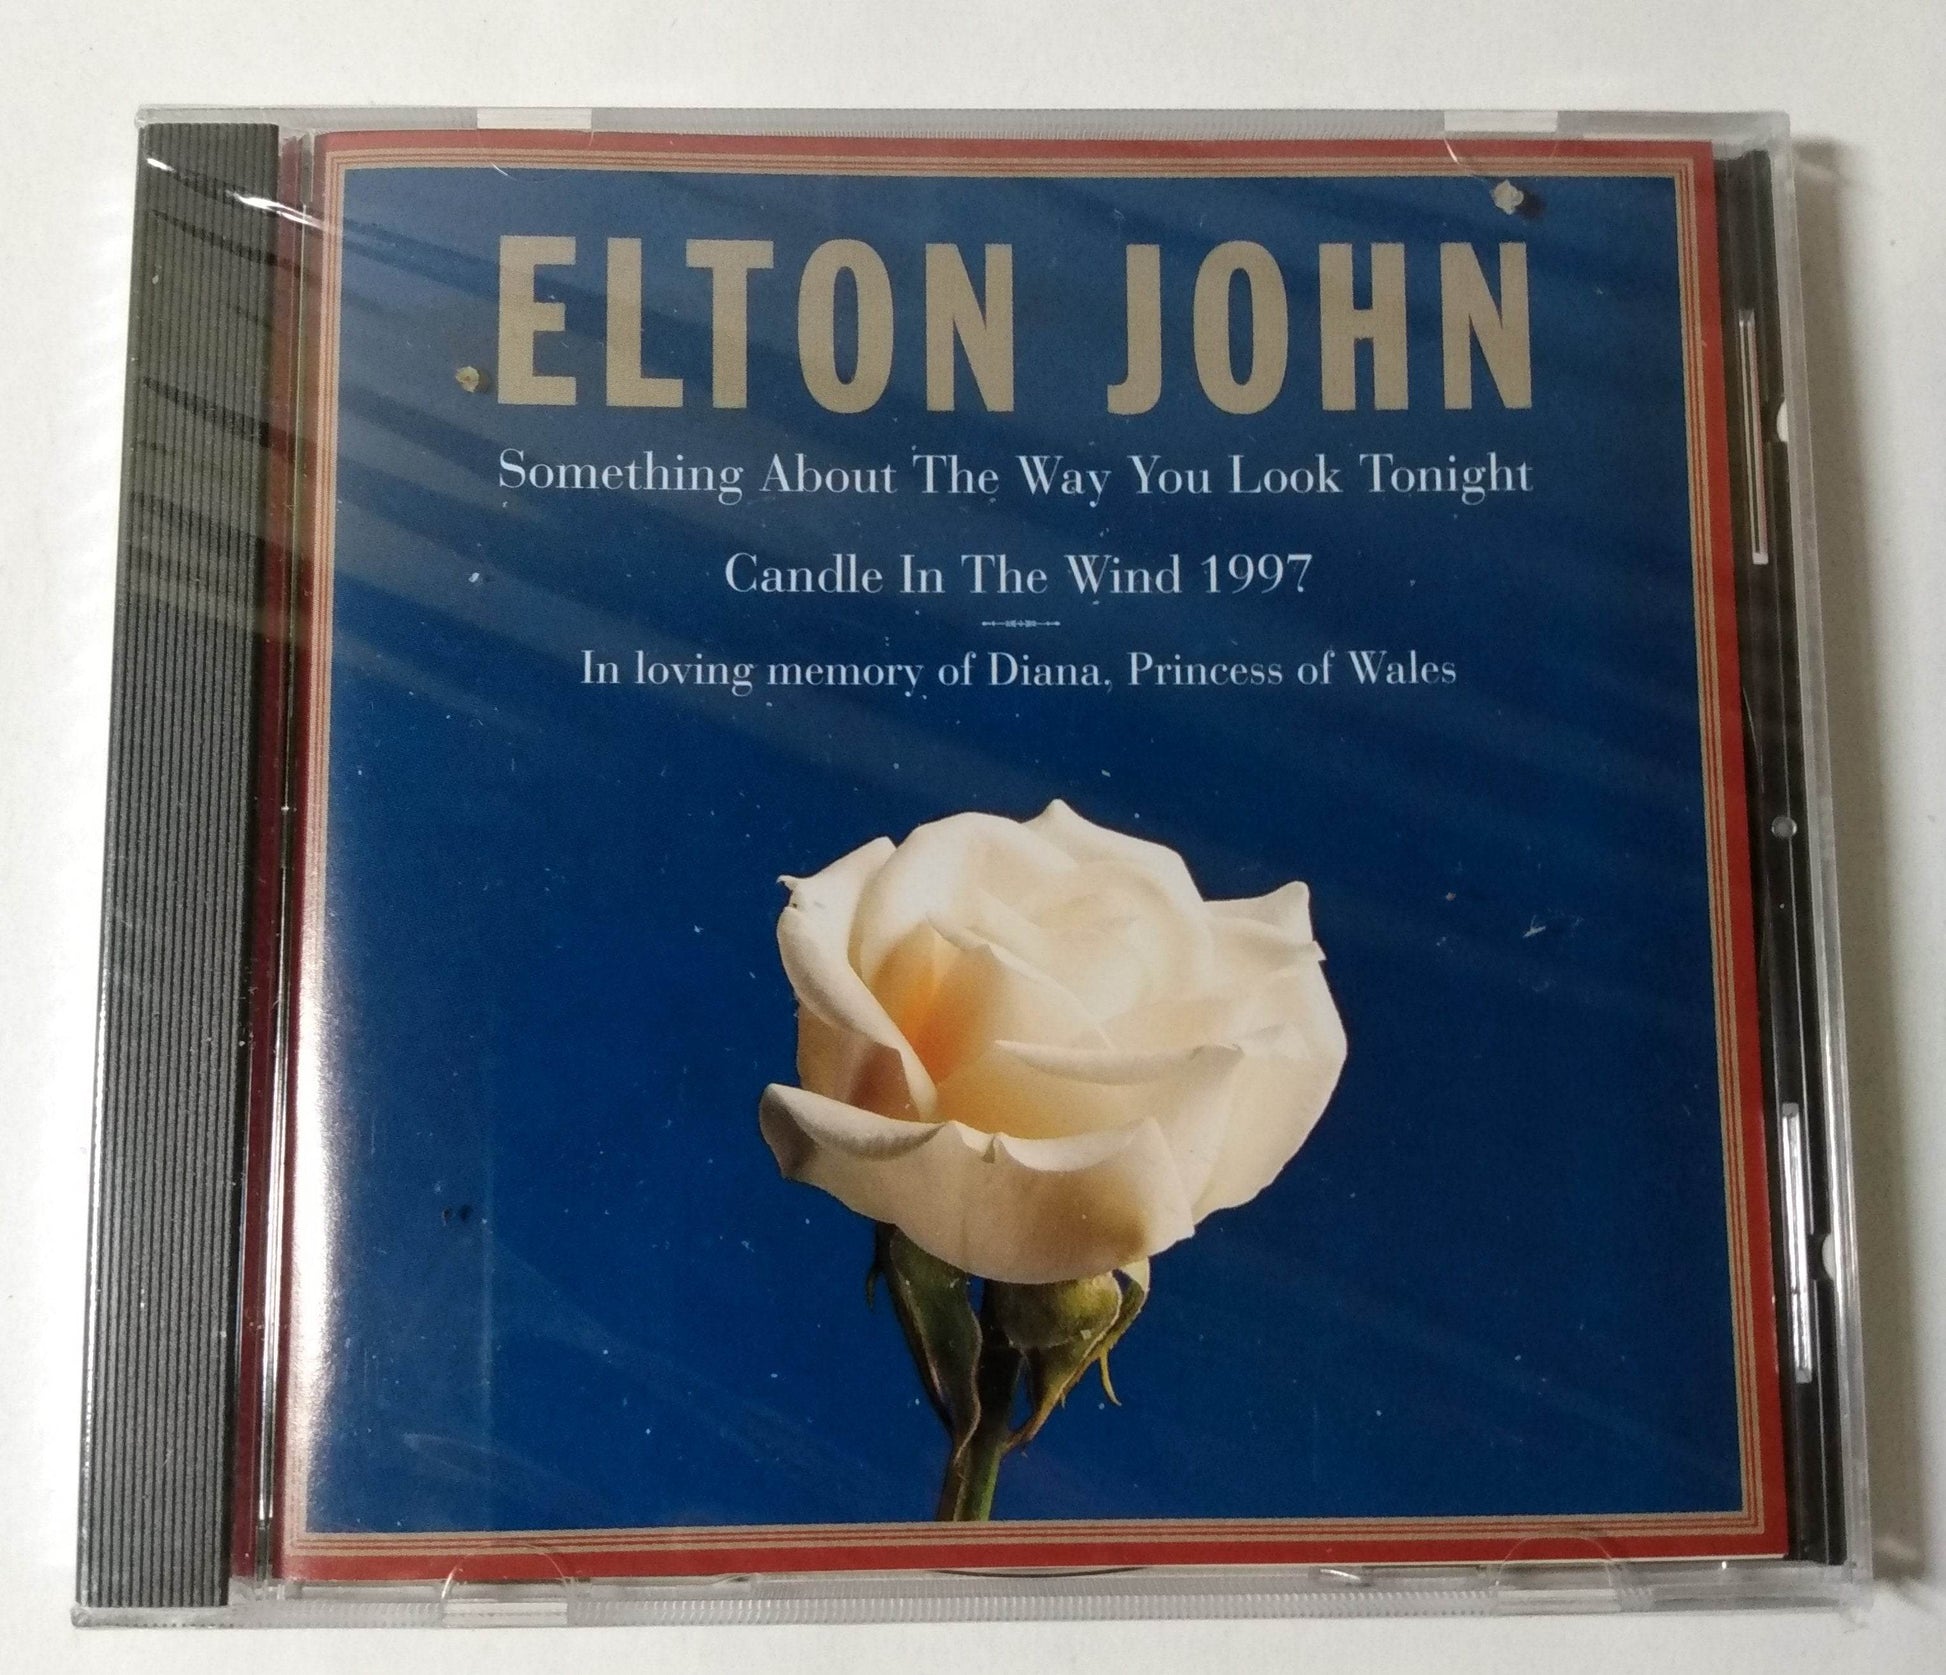 ELTON JOHN
Something About The Way You Look Tonight
Candle In The Wind 1997
In loving memory of Diana, Princess of Wales